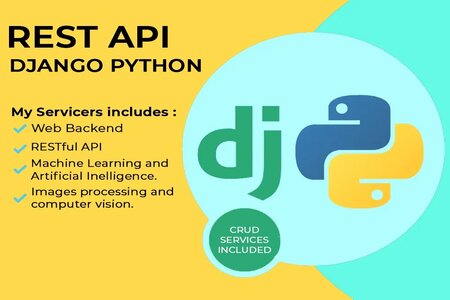 REST API
DJANGO PYTHON
My Servicers includes :
Web Backend
RESTful API
Machine Learning and
Artificial Inelligence.
Images processing and
computer vision.
dj
CRUD
SERVICES
INCLUDED